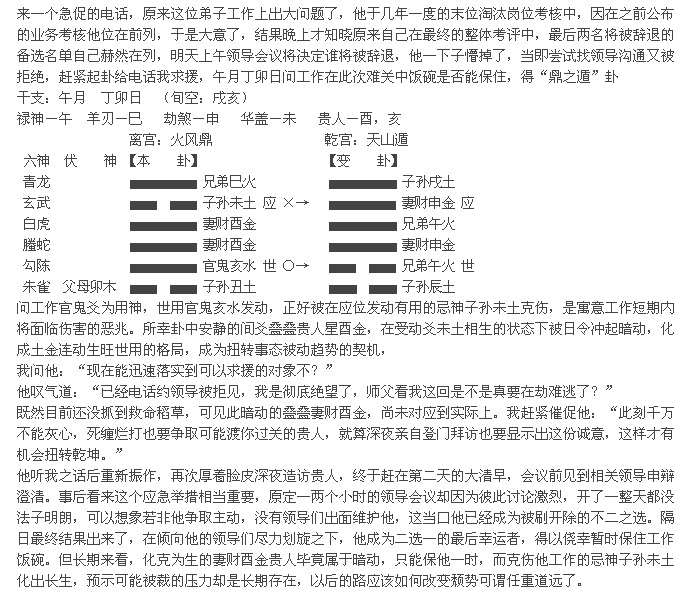 来一个急促的电话，原来这位弟子工作上出大问题了，他于几年一度的末位淘汰岗位考核中，因在之前公布
的业务考核他位在前列，于是大意了，结果晚上才知晓原来自己在最终的整体考评中，最后两名将被辞退的
备选名单自己赫然在列，明天上午领导会议将决定谁将被辞退，他一下子懵掉了，当即尝试找领导沟通又被
拒绝，赶紧起卦给电话我求援，午月丁卯日问工作在此次难关中饭碗是否能保住，得“鼎之遁”卦
干支：午月　丁卯日　（旬空：戌亥）
禄神—午　羊刃—巳　　劫煞—申　　华盖—未　　贵人—酉，亥
离宫：火风鼎　乾宫：天山遁
六神　伏　　神　【本　　卦】　【变　　卦】
青龙　兄弟巳火　子孙戌土
玄武　子孙未土 应 ×→　妻财申金 应
白虎　妻财酉金　兄弟午火
螣蛇　妻财酉金　妻财申金
勾陈　官鬼亥水 世 ○→　兄弟午火 世
朱雀　父母卯木　子孙丑土　子孙辰土
问工作官鬼爻为用神，世用官鬼亥水发动，正好被在应位发动有用的忌神子孙未土克伤，是寓意工作短期内
将面临伤害的恶兆。所幸卦中安静的间爻叠叠贵人星酉金，在受动爻未土相生的状态下被日令冲起暗动，化
成土金连动生旺世用的格局，成为扭转事态被动趋势的契机，
我问他：“现在能迅速落实到可以求援的对象不？”
他叹气道：“已经电话约领导被拒见，我是彻底绝望了，师父看我这回是不是真要在劫难逃了？”
既然目前还没抓到救命稻草，可见此暗动的叠叠妻财酉金，尚未对应到实际上。我赶紧催促他：“此刻千万
不能灰心，死缠烂打也要争取可能渡你过关的贵人，就算深夜亲自登门拜访也要显示出这份诚意，这样才有
机会扭转乾坤。”
他听我之话后重新振作，再次厚着脸皮深夜造访贵人，终于赶在第二天的大清早，会议前见到相关领导申辩
澄清。事后看来这个应急举措相当重要，原定一两个小时的领导会议却因为彼此讨论激烈，开了一整天都没
法子明朗，可以想象若非他争取主动，没有领导们出面维护他，这当口他已经成为被刷开除的不二之选。隔
日最终结果出来了，在倾向他的领导们尽力划旋之下，他成为二选一的最后幸运者，得以侥幸暂时保住工作
饭碗。但长期来看，化克为生的妻财酉金贵人毕竟属于暗动，只能保他一时，而克伤他工作的忌神子孙未土
化出长生，预示可能被裁的压力却是长期存在，以后的路应该如何改变颓势可谓任重道远了。